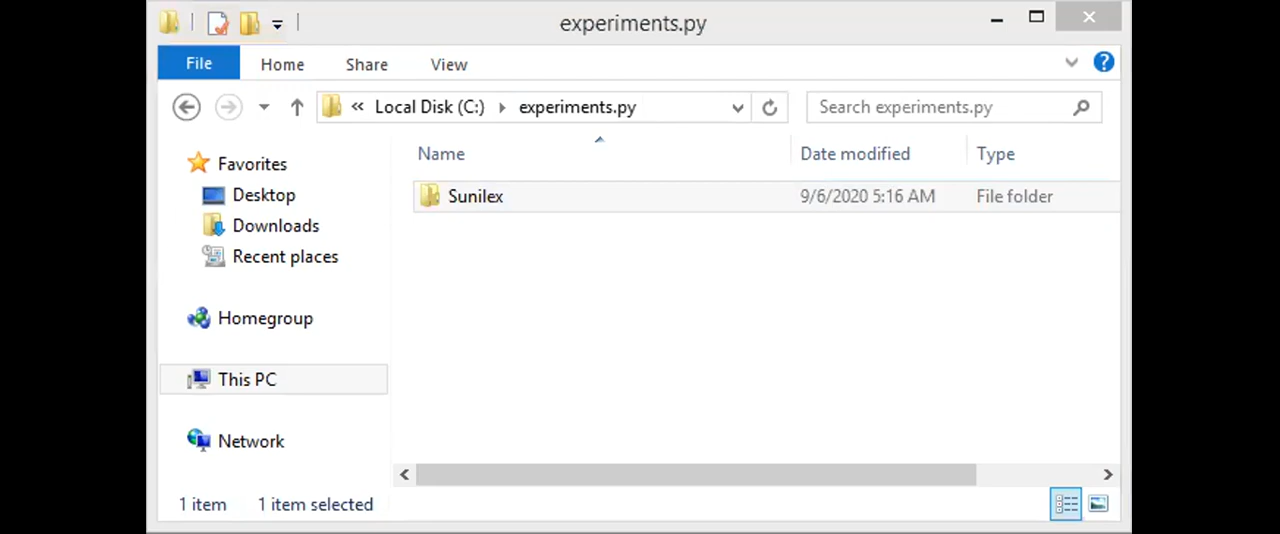 experiments.py
File Home Share View
« Local Disk (C:) experiments.py Search experiments.py
Name Date modified Type
Favorites
Sunilex 9/6/2020 5:16 AM File folder
Desktop
Downloads
Recent places
Homegroup
This PC
Network
1 item 1 item selected